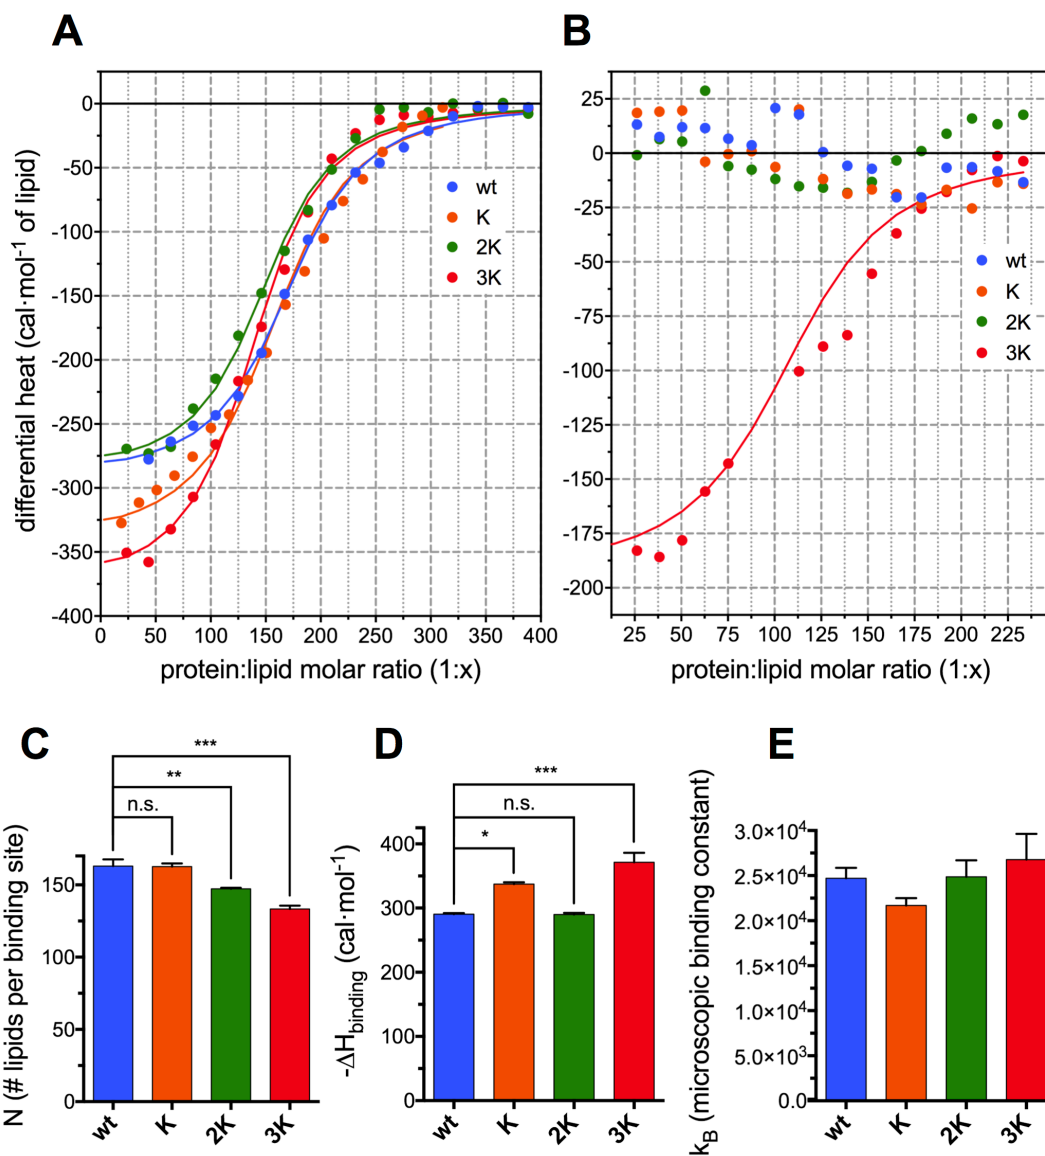 A
B
0
-50
-100
-150
-200
-250
-300
-350
-400
0 50 100 150 200 250 300 350 400
differential heat (cal·mol⁻¹ of lipid)
protein:lipid molar ratio (1:x)
wt
K
2K
3K
25
0
-25
-50
-75
-100
-125
-150
-175
-200
25 50 75 100 125 150 175 200 225
protein:lipid molar ratio (1:x)
wt
K
2K
3K
C
***
**
n.s.
N (# lipids per binding site)
150
100
50
0
wt K 2K 3K
D
***
n.s.
*
-ΔHbinding (cal·mol⁻¹)
400
300
200
100
0
wt K 2K 3K
E
kB (microscopic binding constant)
3.0×10⁴
2.5×10⁴
2.0×10⁴
1.5×10⁴
1.0×10⁴
5.0×10³
0.0
wt K 2K 3K